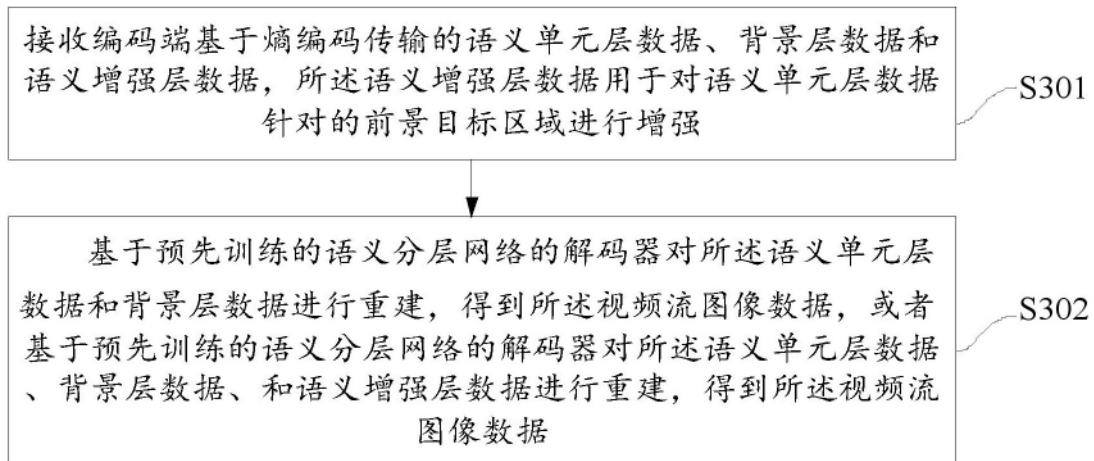 接收编码端基于熵编码传输的语义单元层数据、背景层数据和
语义增强层数据，所述语义增强层数据用于对语义单元层数据
针对的前景目标区域进行增强
S301
基于预先训练的语义分层网络的解码器对所述语义单元层
数据和背景层数据进行重建，得到所述视频流图像数据，或者
基于预先训练的语义分层网络的解码器对所述语义单元层数据
、背景层数据、和语义增强层数据进行重建，得到所述视频流
图像数据
S302